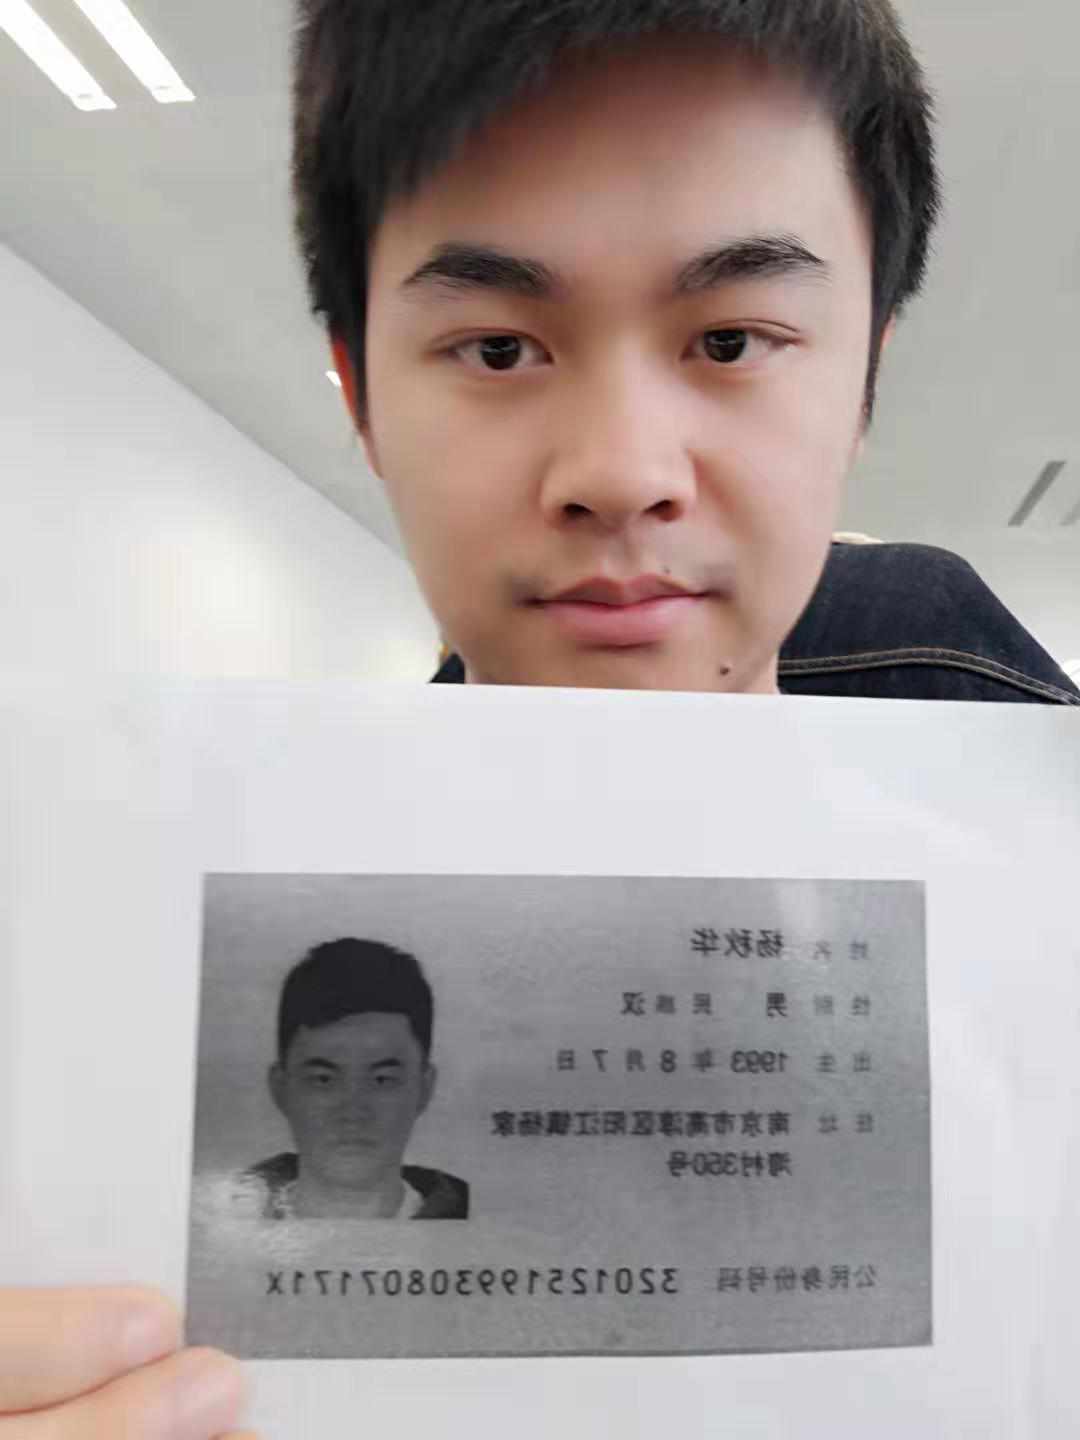 姓名 杨秋华
性别 男 民族 汉
出生 1993 年 8 月 7 日
住址 南京市高淳区阳江镇杨家
湾村350号
公民身份号码 32012519930807171X